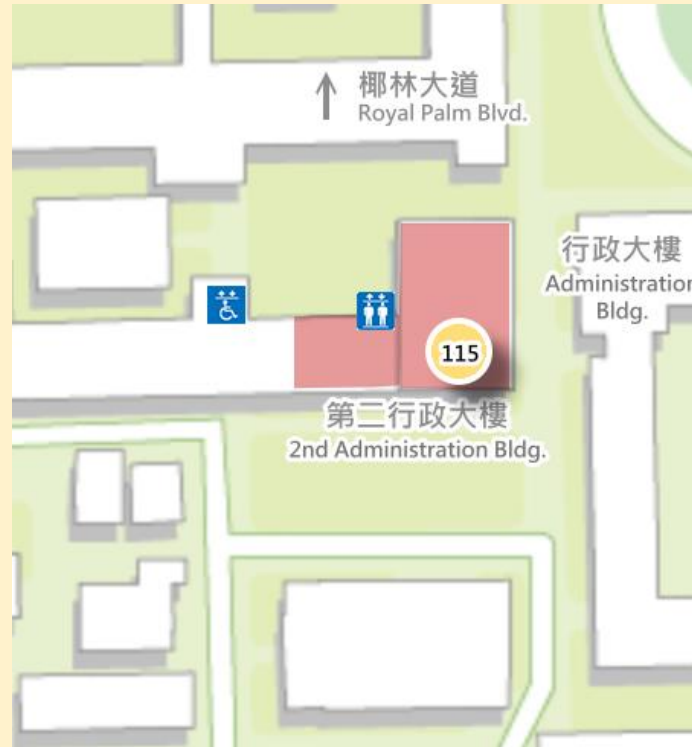 椰林大道
Royal Palm Blvd.
行政大樓
Administration
Bldg.
115
第二行政大樓
2nd Administration Bldg.